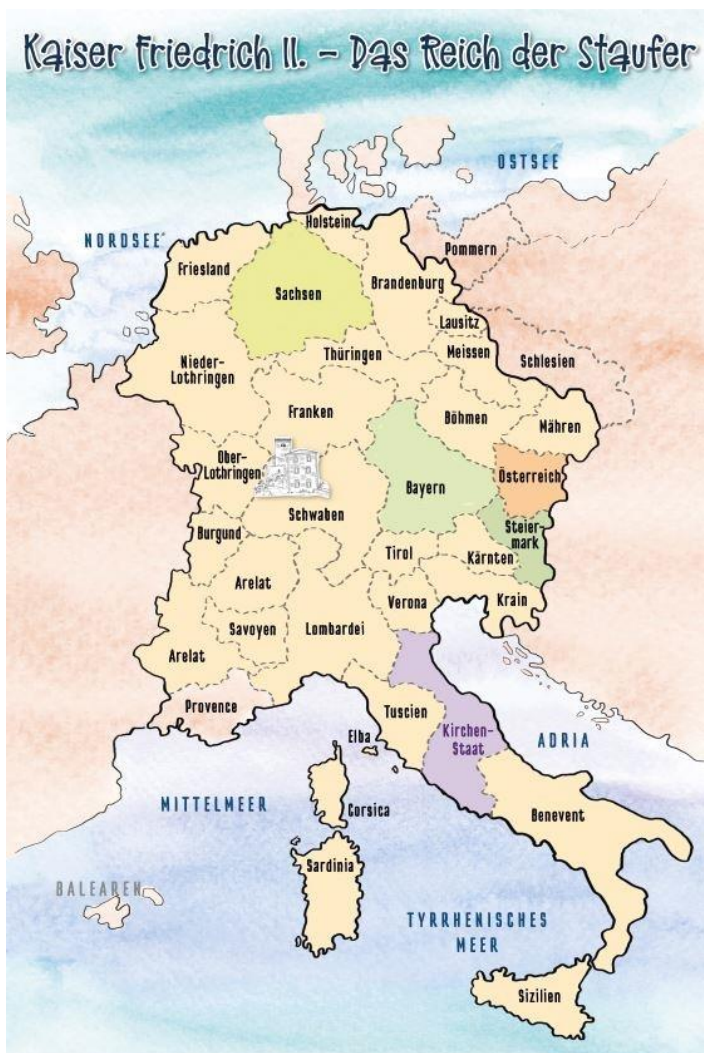 Kaiser Friedrich II. – Das Reich der Staufer
OSTSEE
NORDSEE
Holstein
Pommern
Friesland
Brandenburg
Sachsen
Lausitz
Meissen
Thüringen
Schlesien
Nieder-
Lothringen
Franken
Böhmen
Mähren
Ober-
Lothringen
Österreich
Bayern
Schwaben
Steier-
mark
Burgund
Tirol
Kärnten
Arelat
Verona
Krain
Savoyen
Lombardei
Arelat
Provence
Tuscien
Kirchen-
Staat
Elba
ADRIA
MITTELMEER
Corsica
Benevent
Sardinia
BALEAREN
TYRRHENISCHES
MEER
Sizilien